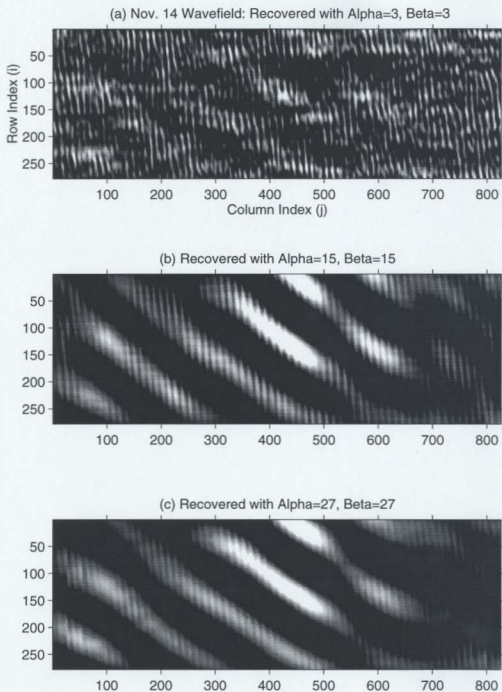 (a) Nov. 14 Wavefield: Recovered with Alpha=3, Beta=3
Row Index (i)
50
100
150
200
250
100 200 300 400 500 600 700 800
Column Index (j)
(b) Recovered with Alpha=15, Beta=15
50
100
150
200
250
100 200 300 400 500 600 700 800
(c) Recovered with Alpha=27, Beta=27
50
100
150
200
250
100 200 300 400 500 600 700 800